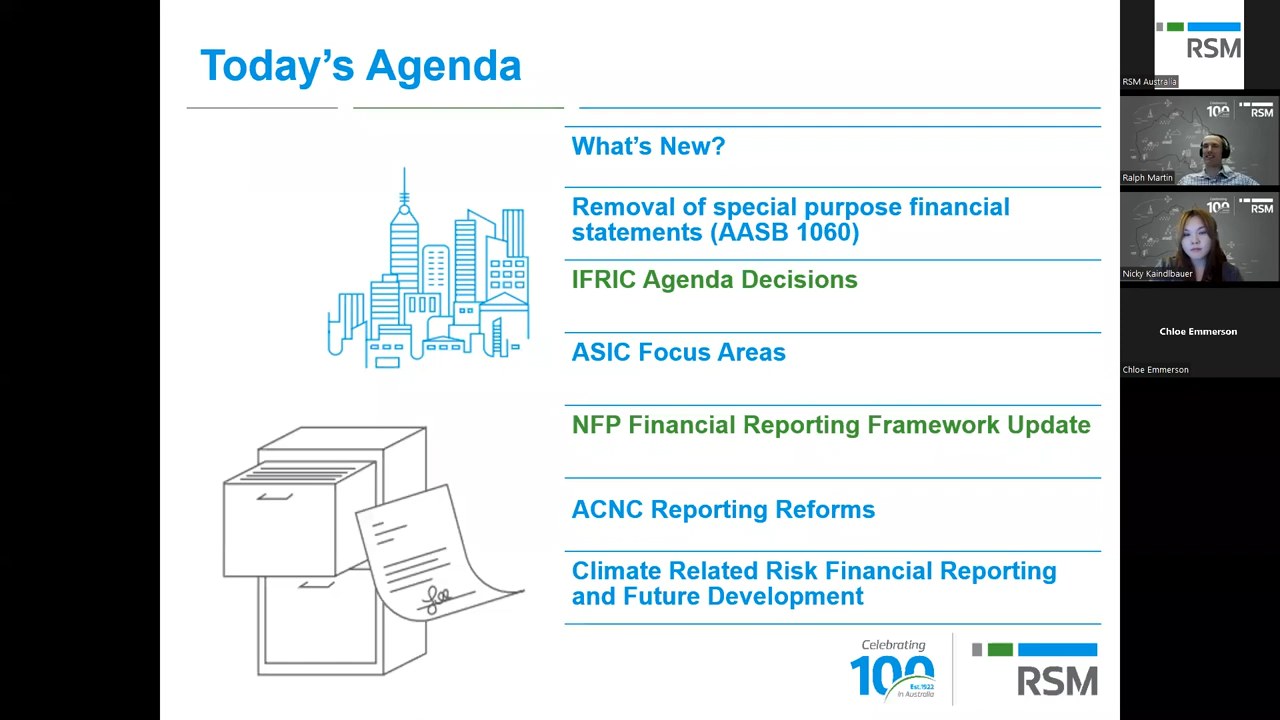 Today's Agenda
What's New?
Removal of special purpose financial
statements (AASB 1060)
IFRIC Agenda Decisions
ASIC Focus Areas
NFP Financial Reporting Framework Update
ACNC Reporting Reforms
Climate Related Risk Financial Reporting
and Future Development
Celebrating
100
Est.1922
in Australia
RSM
RSM
RSM Australia
Celebrating
100
RSM
Ralph Martin
100
RSM
Nicky Kaindlbauer
Chloe Emmerson
Chloe Emmerson